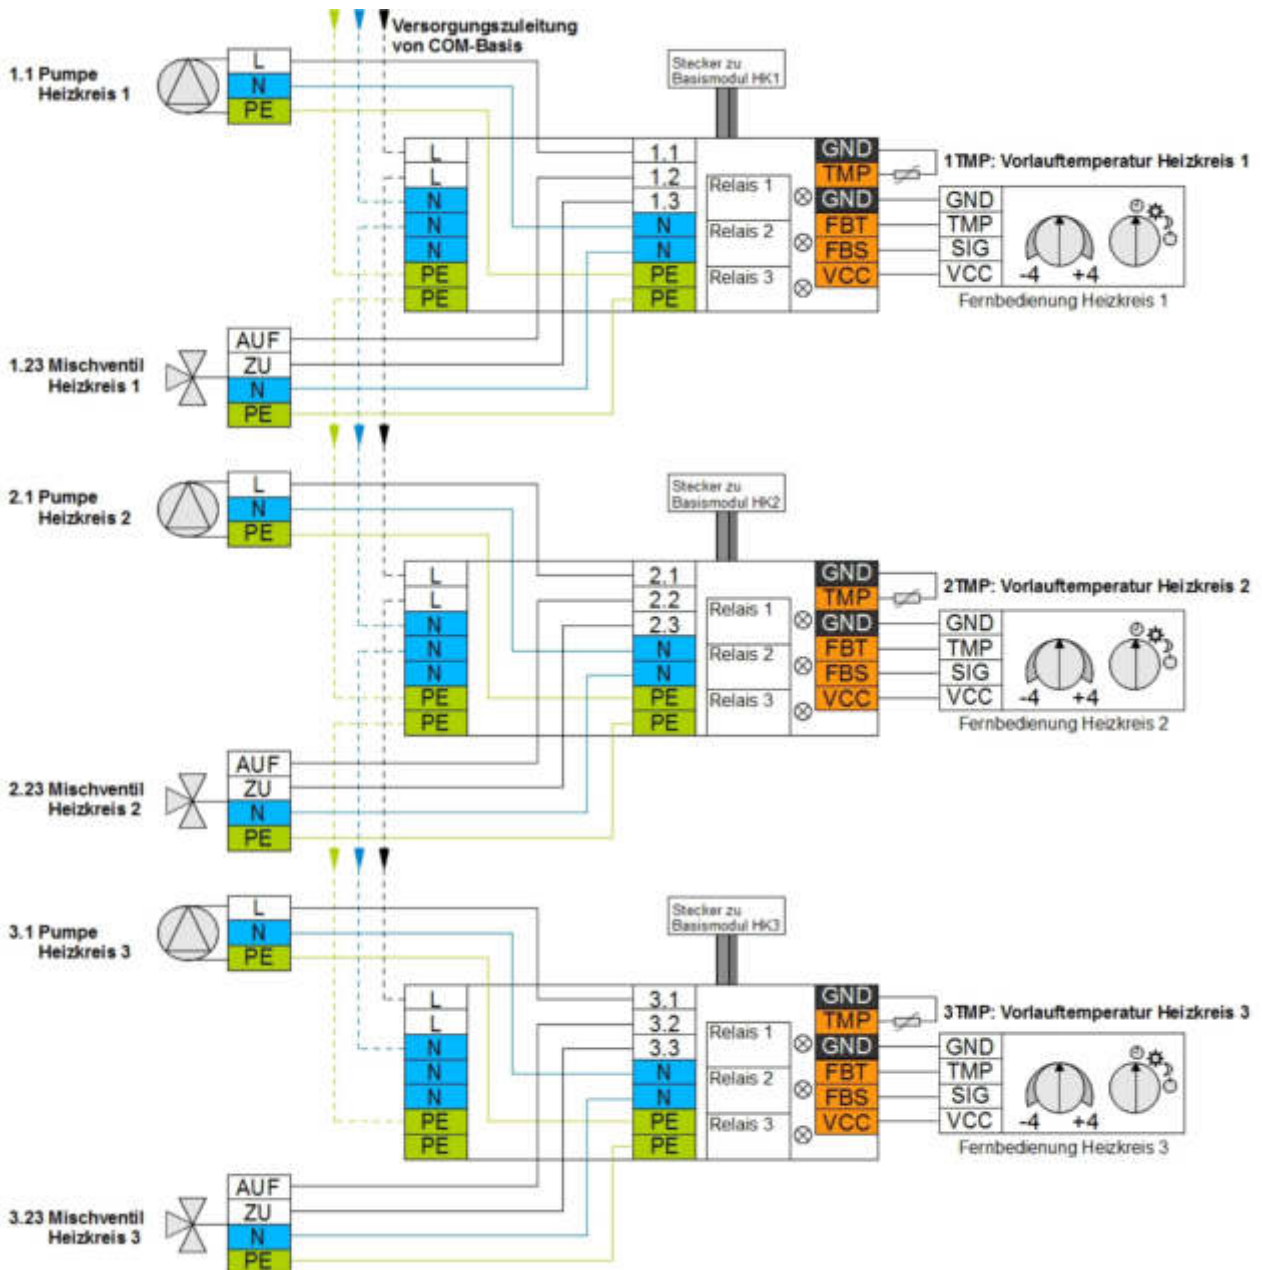 Versorgungszuleitung
von COM-Basis
1.1 Pumpe
Heizkreis 1
L
N
PE
Stecker zu
Basismodul HK1
L
L
N
N
N
PE
PE
1.1
1.2
1.3
N
N
PE
PE
Relais 1
Relais 2
Relais 3
GND
TMP
GND
FBT
FBS
VCC
1TMP: Vorlauftemperatur Heizkreis 1
GND
TMP
SIG
VCC
-4 +4
Fernbedienung Heizkreis 1
1.23 Mischventil
Heizkreis 1
AUF
ZU
N
PE
2.1 Pumpe
Heizkreis 2
L
N
PE
Stecker zu
Basismodul HK2
L
L
N
N
N
PE
PE
2.1
2.2
2.3
N
N
PE
PE
Relais 1
Relais 2
Relais 3
GND
TMP
GND
FBT
FBS
VCC
2TMP: Vorlauftemperatur Heizkreis 2
GND
TMP
SIG
VCC
-4 +4
Fernbedienung Heizkreis 2
2.23 Mischventil
Heizkreis 2
AUF
ZU
N
PE
3.1 Pumpe
Heizkreis 3
L
N
PE
Stecker zu
Basismodul HK3
L
L
N
N
N
PE
PE
3.1
3.2
3.3
N
N
PE
PE
Relais 1
Relais 2
Relais 3
GND
TMP
GND
FBT
FBS
VCC
3TMP: Vorlauftemperatur Heizkreis 3
GND
TMP
SIG
VCC
-4 +4
Fernbedienung Heizkreis 3
3.23 Mischventil
Heizkreis 3
AUF
ZU
N
PE